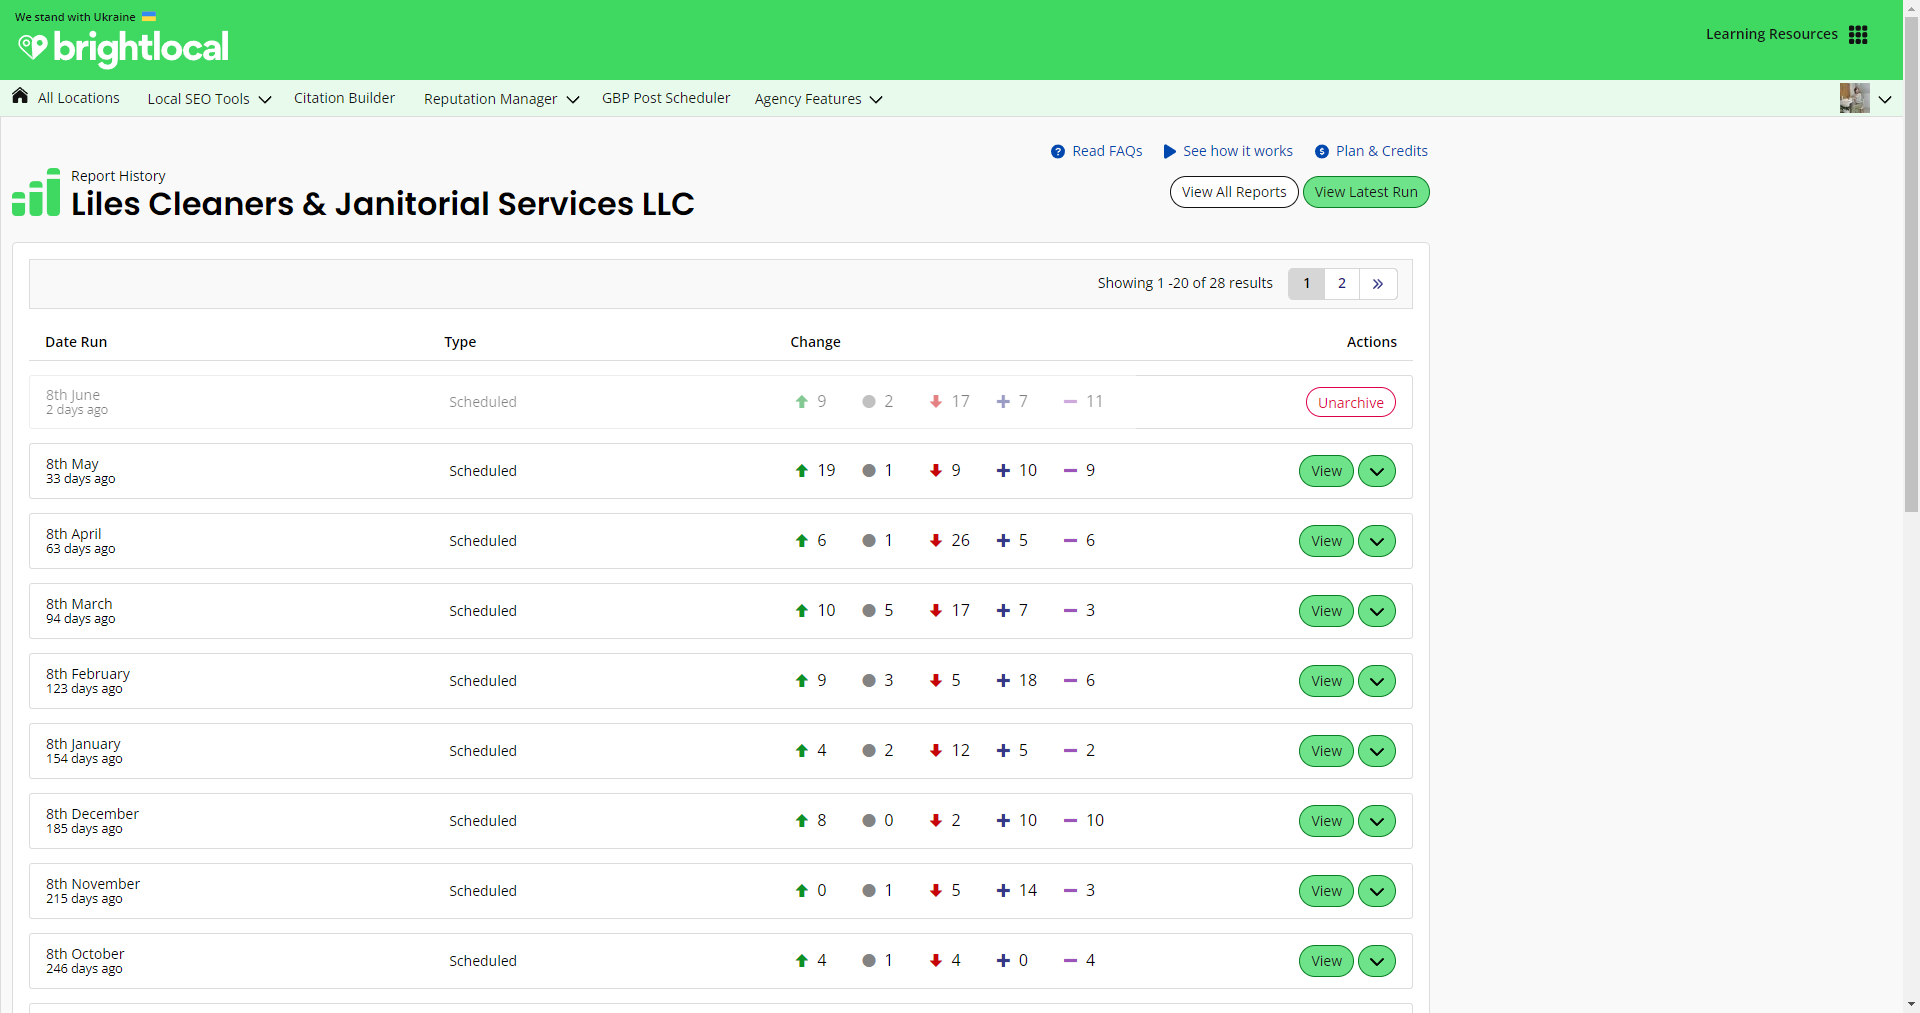 We stand with Ukraine
brightlocal
Learning Resources
All Locations Local SEO Tools Citation Builder Reputation Manager GBP Post Scheduler Agency Features
Read FAQs See how it works Plan & Credits
Report History
Liles Cleaners & Janitorial Services LLC
View All Reports View Latest Run
Showing 1 -20 of 28 results 1 2 »
Date Run Type Change Actions
8th June
2 days ago
Scheduled 9 2 17 7 11 Unarchive
8th May
33 days ago
Scheduled 19 1 9 10 9 View
8th April
63 days ago
Scheduled 6 1 26 5 6 View
8th March
94 days ago
Scheduled 10 5 17 7 3 View
8th February
123 days ago
Scheduled 9 3 5 18 6 View
8th January
154 days ago
Scheduled 4 2 12 5 2 View
8th December
185 days ago
Scheduled 8 0 2 10 10 View
8th November
215 days ago
Scheduled 0 1 5 14 3 View
8th October
246 days ago
Scheduled 4 1 4 0 4 View